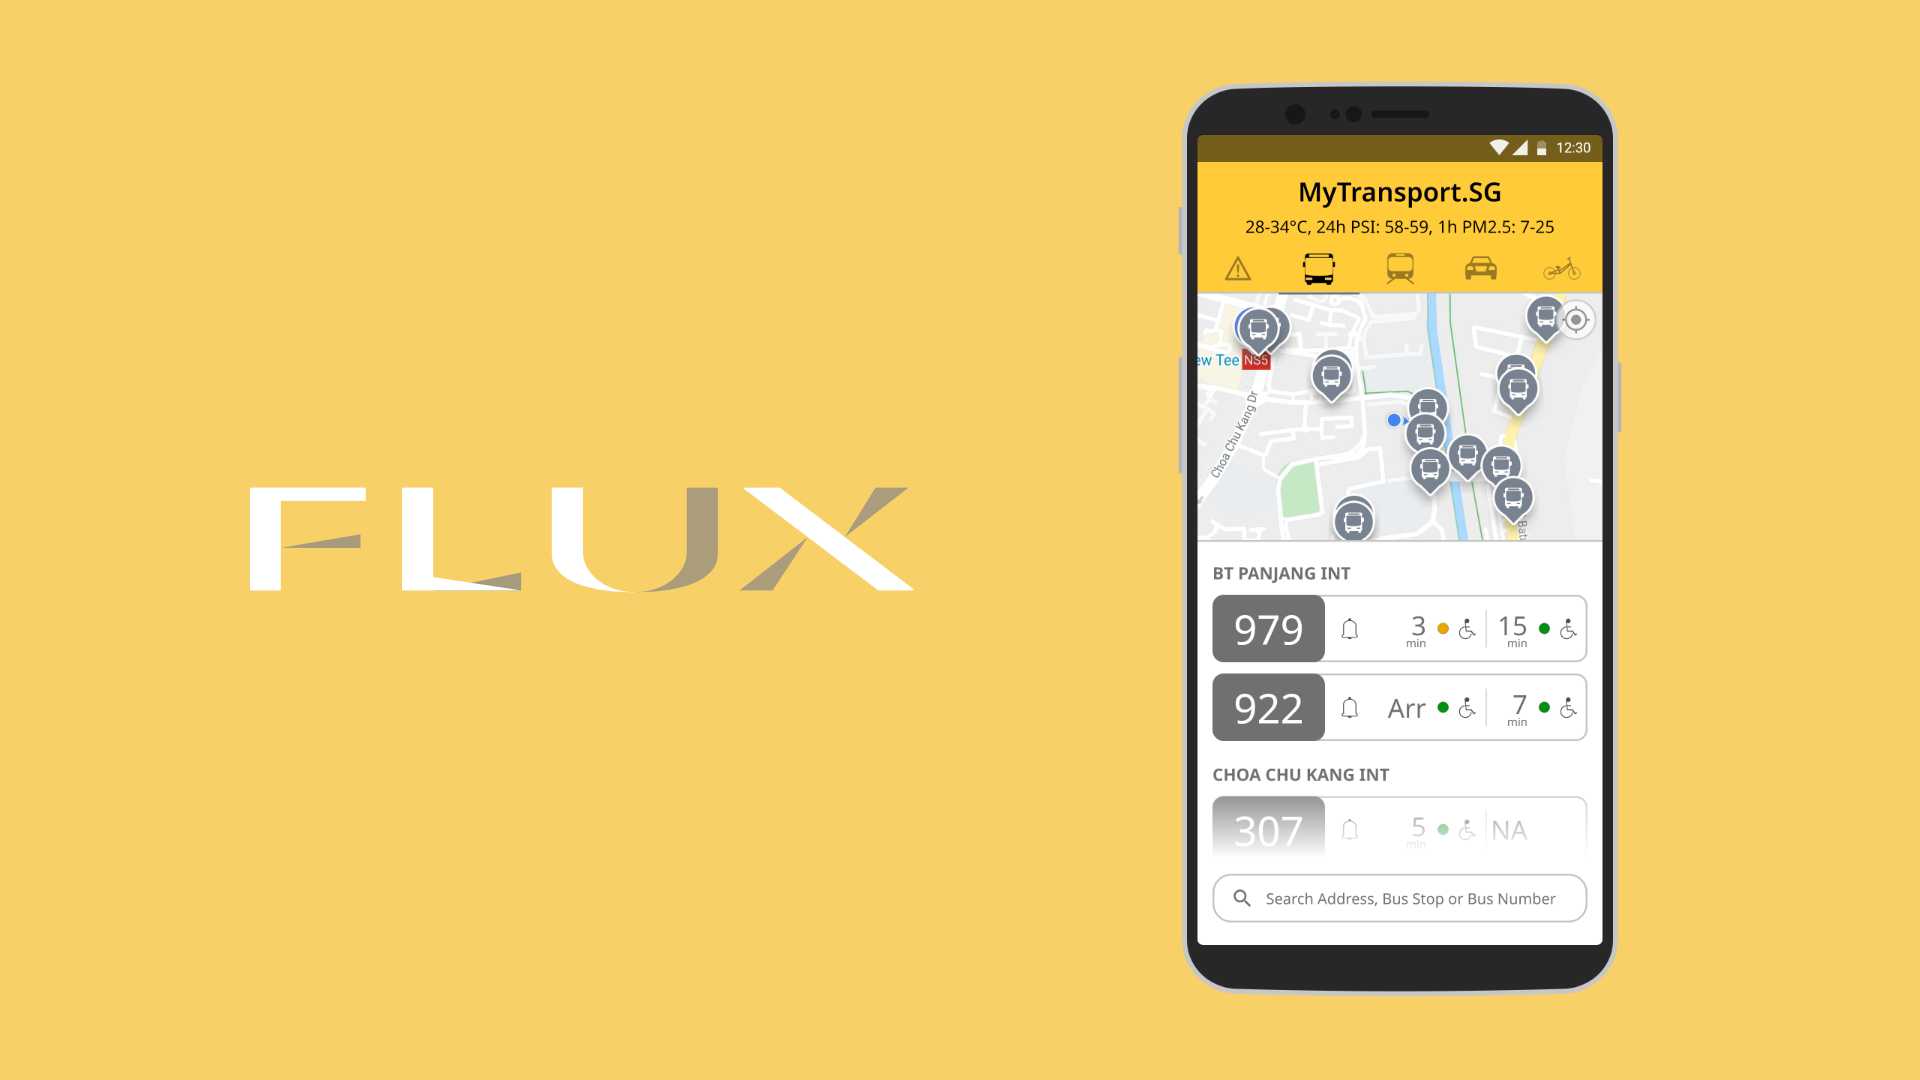 FLUX
12:30
MyTransport.SG
28-34°C, 24h PSI: 58-59, 1h PM2.5: 7-25
ew Tee NS5
Choa Chu Kang Dr
Bat
BT PANJANG INT
979 3 min 15 min
922 Arr 7 min
CHOA CHU KANG INT
307 5 min NA
Search Address, Bus Stop or Bus Number